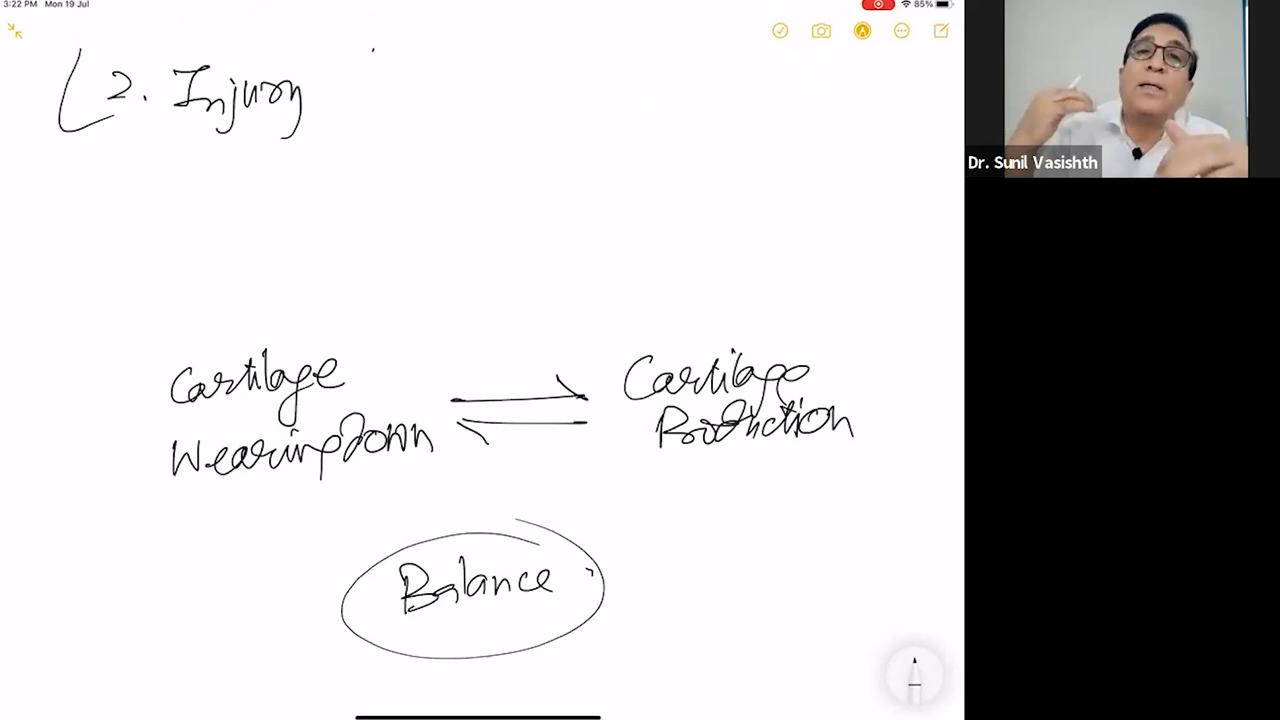 3:22 PM Mon 19 Jul
85%
2. Injury
Dr. Sunil Vasishth
Cartilage
Wearing Down
Cartilage
Production
Balance